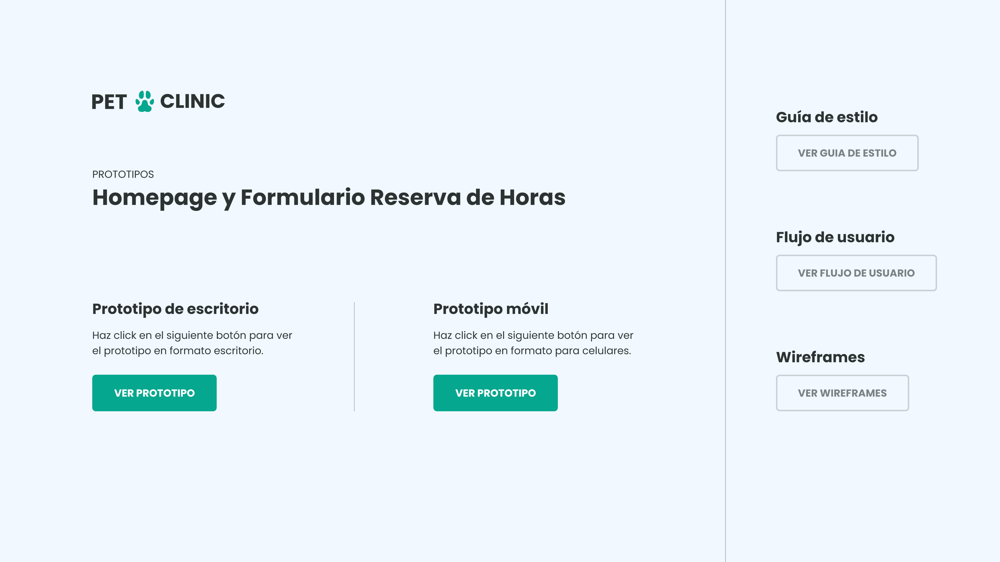 PET CLINIC
PROTOTIPOS
Homepage y Formulario Reserva de Horas
Prototipo de escritorio
Haz click en el siguiente botón para ver
el prototipo en formato escritorio.
VER PROTOTIPO
Prototipo móvil
Haz click en el siguiente botón para ver
el prototipo en formato para celulares.
VER PROTOTIPO
Guía de estilo
VER GUIA DE ESTILO
Flujo de usuario
VER FLUJO DE USUARIO
Wireframes
VER WIREFRAMES